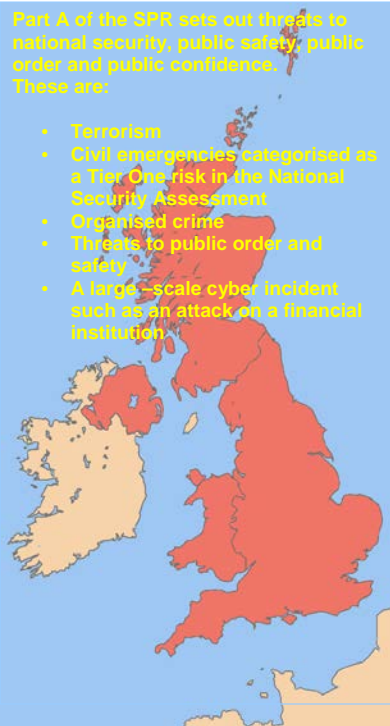 Part A of the SPR sets out threats to
national security, public safety, public
order and public confidence.
These are:
• Terrorism
• Civil emergencies categorised as
a Tier One risk in the National
Security Assessment
• Organised crime
• Threats to public order and
safety
• A large –scale cyber incident
such as an attack on a financial
institution